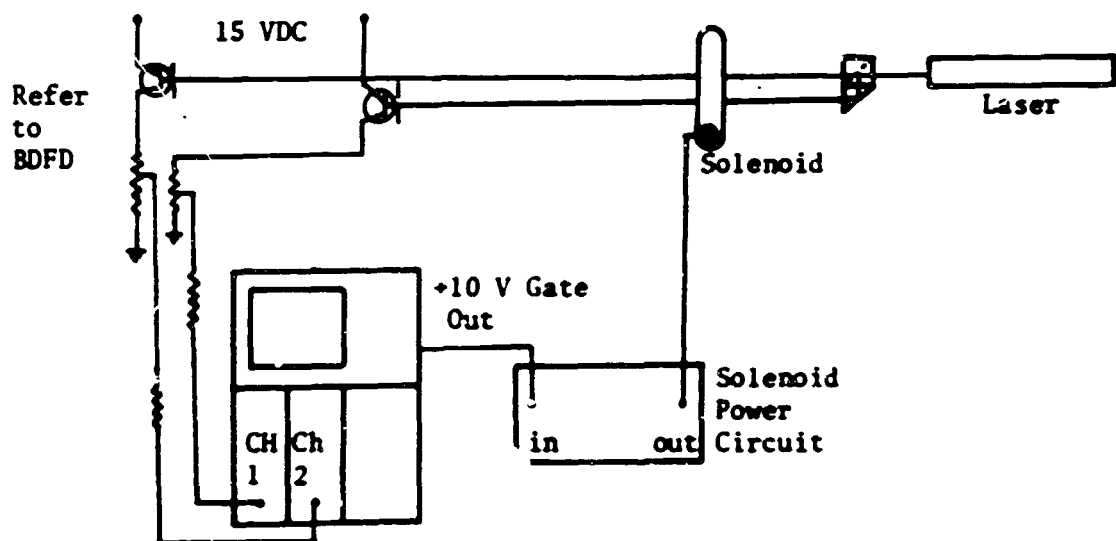 15 VDC
Refer
to
BDFD
Laser
Solenoid
+10 V Gate
Out
CH
1
Ch
2
in
out
Solenoid
Power
Circuit